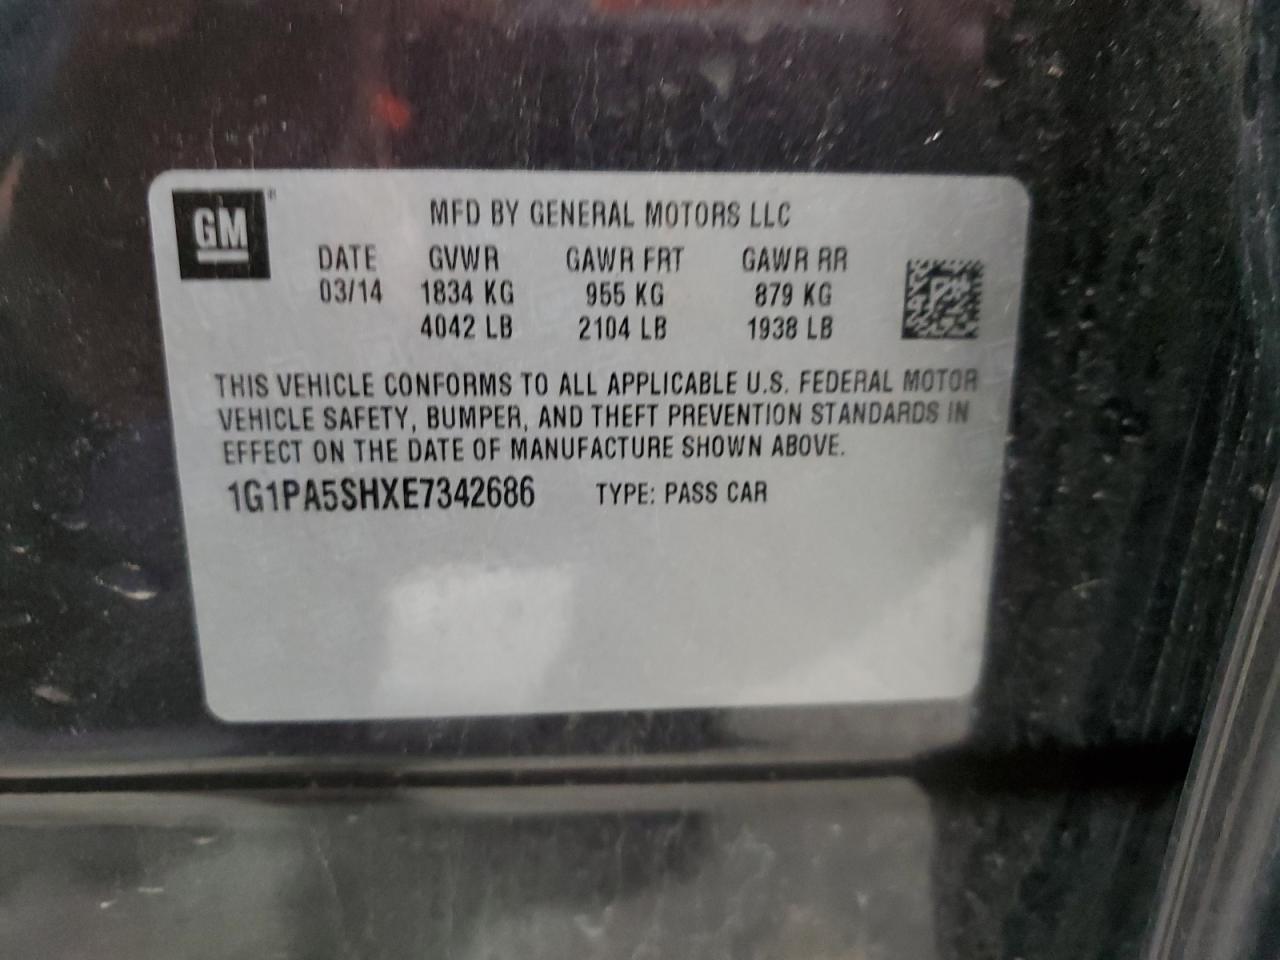 GM®
MFD BY GENERAL MOTORS LLC
DATE GVWR GAWR FRT GAWR RR
03/14 1834 KG 955 KG 879 KG
4042 LB 2104 LB 1938 LB
THIS VEHICLE CONFORMS TO ALL APPLICABLE U.S. FEDERAL MOTOR
VEHICLE SAFETY, BUMPER, AND THEFT PREVENTION STANDARDS IN
EFFECT ON THE DATE OF MANUFACTURE SHOWN ABOVE.
1G1PA5SHXE7342686 TYPE: PASS CAR